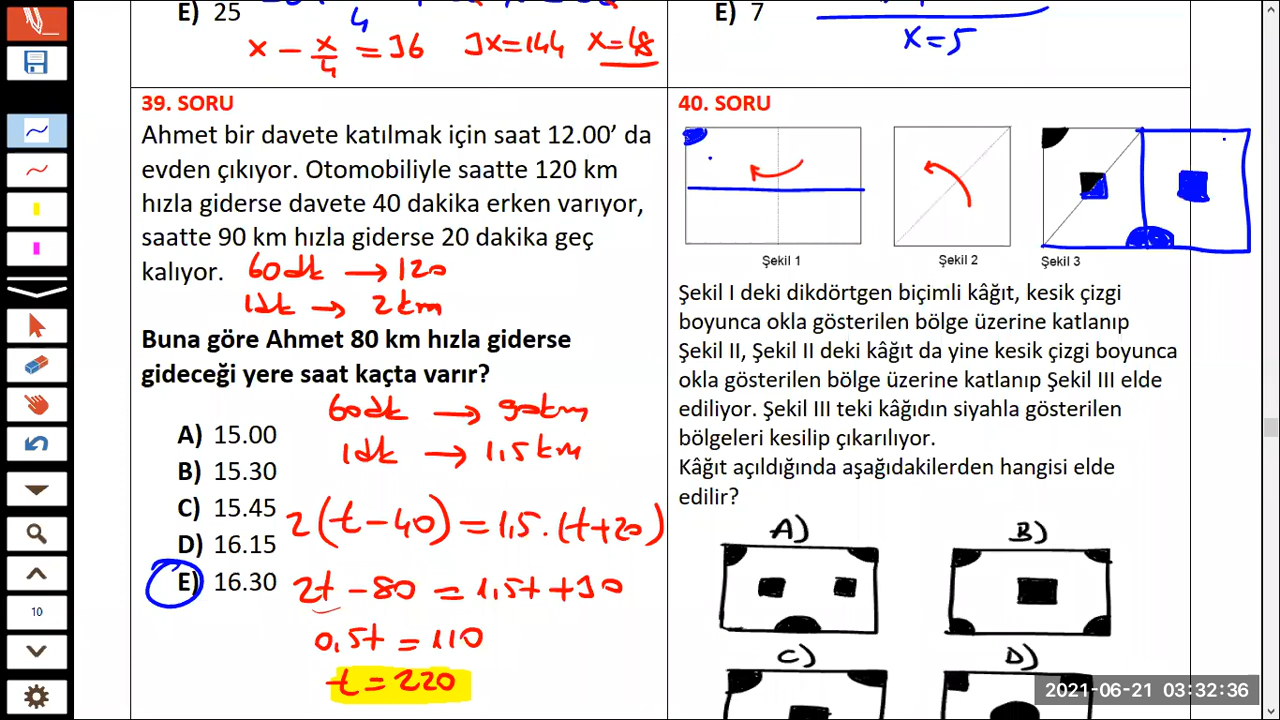 E) 25
4
x - x/4 = 36 3x=144 x=48
E) 7
x=5
39. SORU
Ahmet bir davete katılmak için saat 12.00' da
evden çıkıyor. Otomobiliyle saatte 120 km
hızla giderse davete 40 dakika erken varıyor,
saatte 90 km hızla giderse 20 dakika geç
kalıyor.
60dk → 120
1dk → 2km
Buna göre Ahmet 80 km hızla giderse
gideceği yere saat kaçta varır?
60dk → 90km
1dk → 1,5km
A) 15.00
B) 15.30
C) 15.45
D) 16.15
E) 16.30
2(t-40)=1,5.(t+20)
2t-80=1,5t+30
0,5t=110
t=220
40. SORU
Şekil 1
Şekil 2
Şekil 3
Şekil I deki dikdörtgen biçimli kâğıt, kesik çizgi
boyunca okla gösterilen bölge üzerine katlanıp
Şekil II, Şekil II deki kâğıt da yine kesik çizgi boyunca
okla gösterilen bölge üzerine katlanıp Şekil III elde
ediliyor. Şekil III teki kâğıdın siyahla gösterilen
bölgeleri kesilip çıkarılıyor.
Kâğıt açıldığında aşağıdakilerden hangisi elde
edilir?
A)
B)
C)
D)
10
2021-06-21 03:32:36